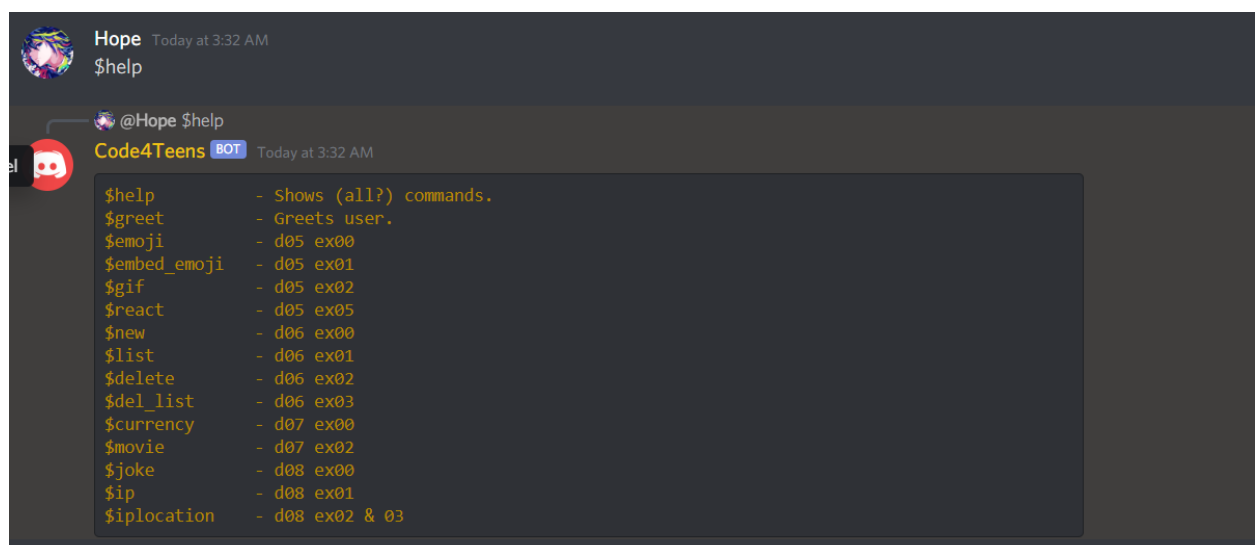 Hope Today at 3:32 AM
$help
@Hope $help
Code4Teens BOT Today at 3:32 AM
el
$help - Shows (all?) commands.
$greet - Greets user.
$emoji - d05 ex00
$embed_emoji - d05 ex01
$gif - d05 ex02
$react - d05 ex05
$new - d06 ex00
$list - d06 ex01
$delete - d06 ex02
$del_list - d06 ex03
$currency - d07 ex00
$movie - d07 ex02
$joke - d08 ex00
$ip - d08 ex01
$iplocation - d08 ex02 & 03